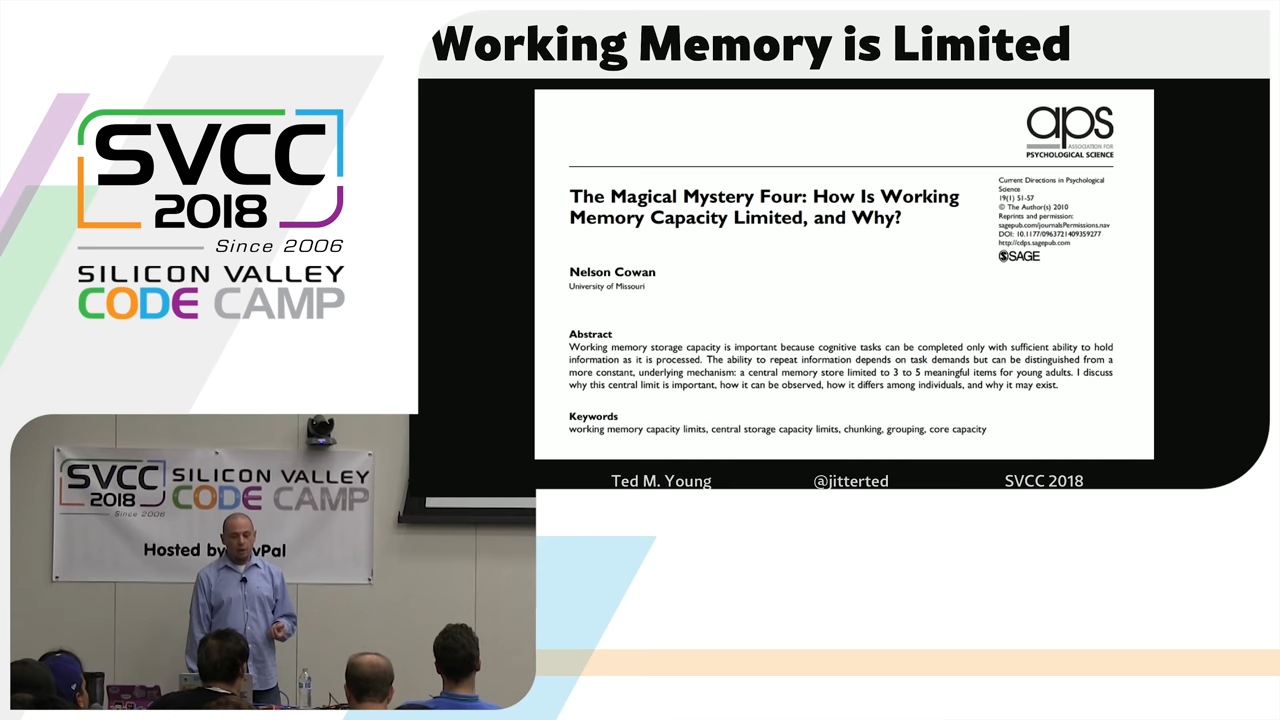 Working Memory is Limited
SVCC
2018
Since 2006
SILICON VALLEY
CODE CAMP
aps
ASSOCIATION FOR
PSYCHOLOGICAL SCIENCE
The Magical Mystery Four: How Is Working
Memory Capacity Limited, and Why?
Current Directions in Psychological
Science
19(1) 51-57
© The Author(s) 2010
Reprints and permission:
sagepub.com/journalsPermissions.nav
DOI: 10.1177/0963721409359277
http://cdps.sagepub.com
SAGE
Nelson Cowan
University of Missouri
Abstract
Working memory storage capacity is important because cognitive tasks can be completed only with sufficient ability to hold
information as it is processed. The ability to repeat information depends on task demands but can be distinguished from a
more constant, underlying mechanism: a central memory store limited to 3 to 5 meaningful items for young adults. I discuss
why this central limit is important, how it can be observed, how it differs among individuals, and why it may exist.
Keywords
working memory capacity limits, central storage capacity limits, chunking, grouping, core capacity
Ted M. Young @jitterted SVCC 2018
SVCC
2018
Since 2006
SILICON VALLEY
CODE CAMP
Hosted by